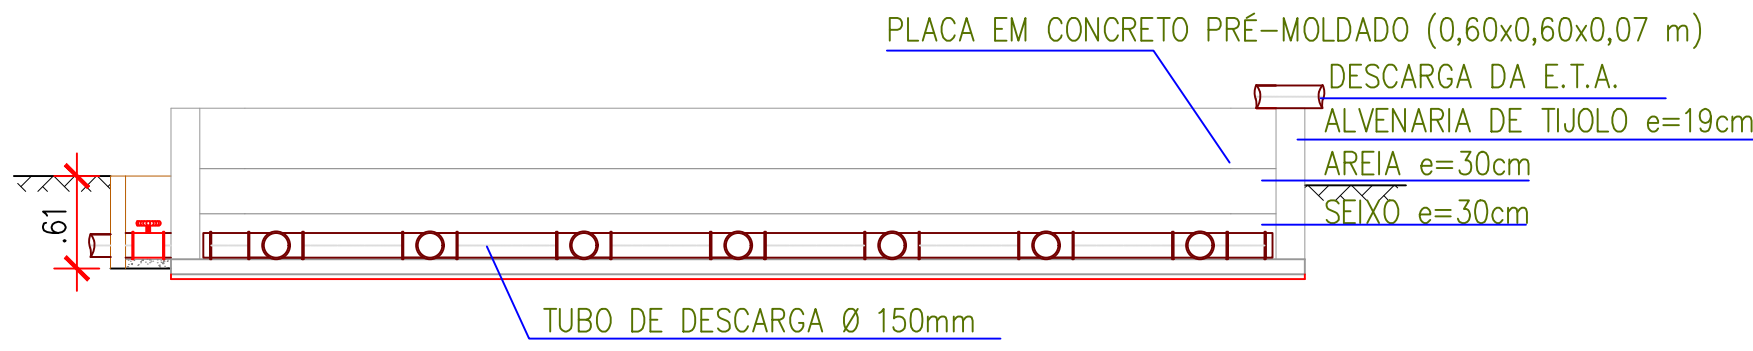 PLACA EM CONCRETO PRÉ-MOLDADO (0,60x0,60x0,07 m)
DESCARGA DA E.T.A.
ALVENARIA DE TIJOLO e=19cm
AREIA e=30cm
SEIXO e=30cm
.61
TUBO DE DESCARGA Ø 150mm